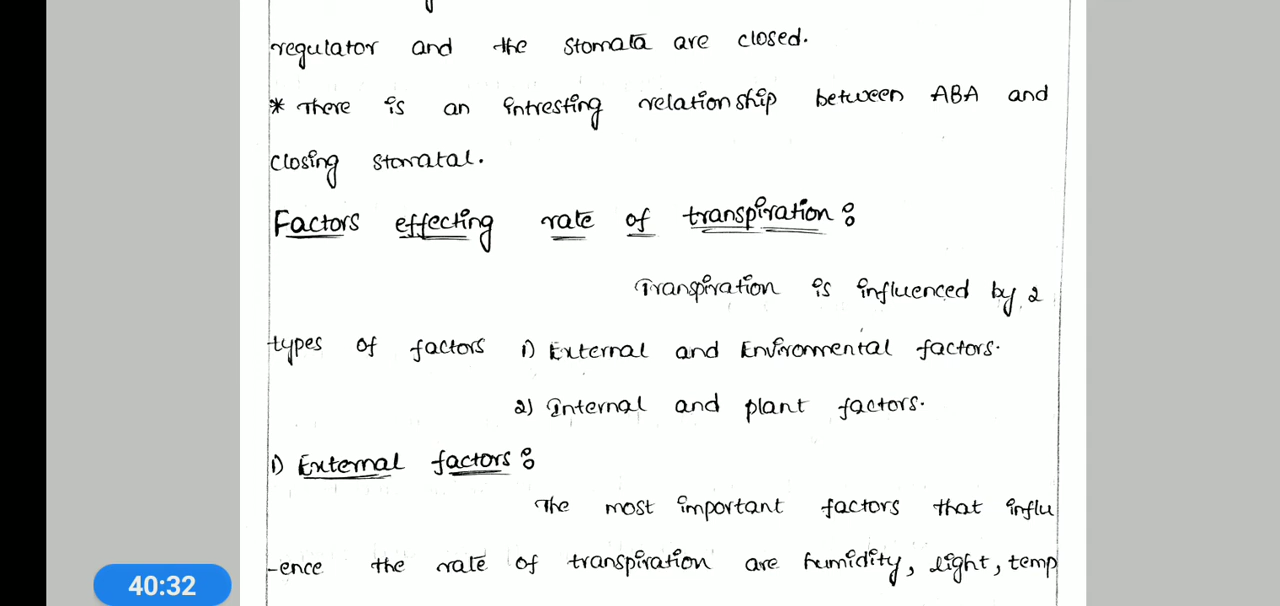 regulator and the stomata are closed.
* There is an intresting relationship between ABA and
closing stomatal.
Factors effecting rate of transpiration:
Transpiration is influenced by 2
types of factors 1) External and Environmental factors.
2) Internal and plant factors.
1) External factors:
The most important factors that influ
-ence the rate of transpiration are humidity, light, temp
40:32